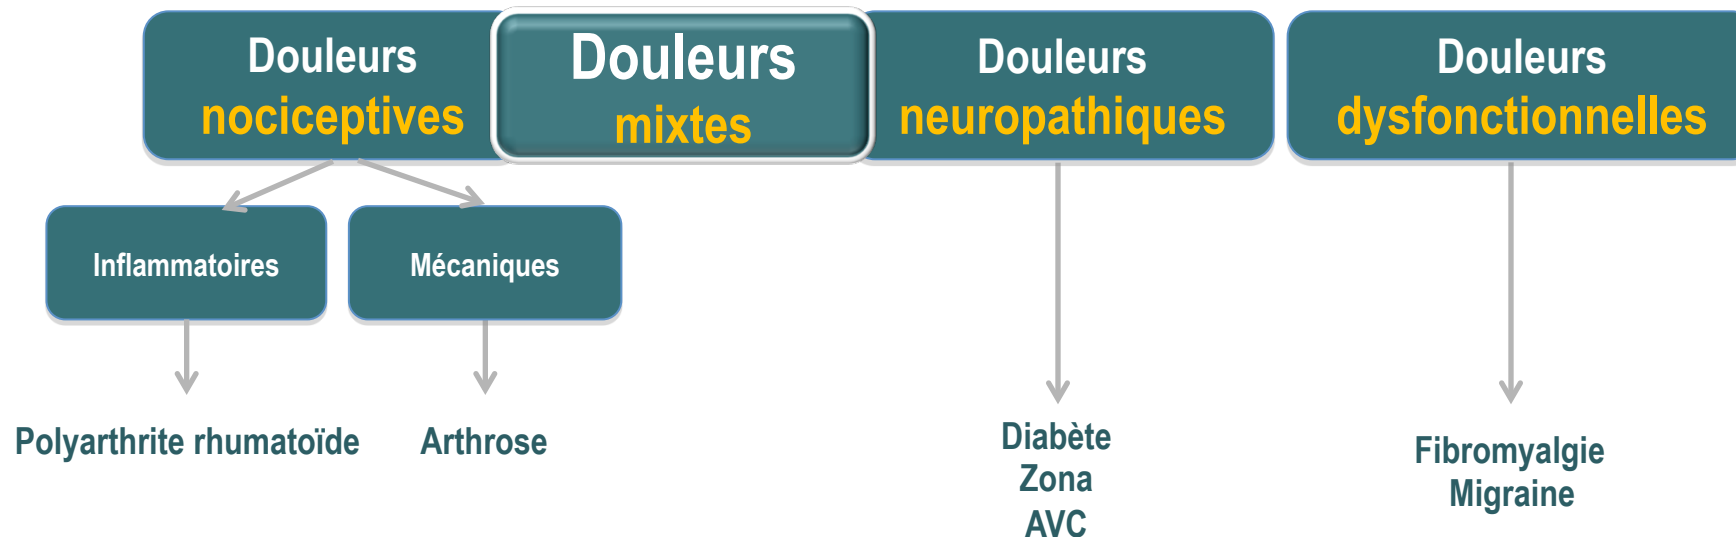 Douleurs
nociceptives
Douleurs
mixtes
Douleurs
neuropathiques
Douleurs
dysfonctionnelles
Inflammatoires
Mécaniques
Polyarthrite rhumatoïde
Arthrose
Diabète
Zona
AVC
Fibromyalgie
Migraine